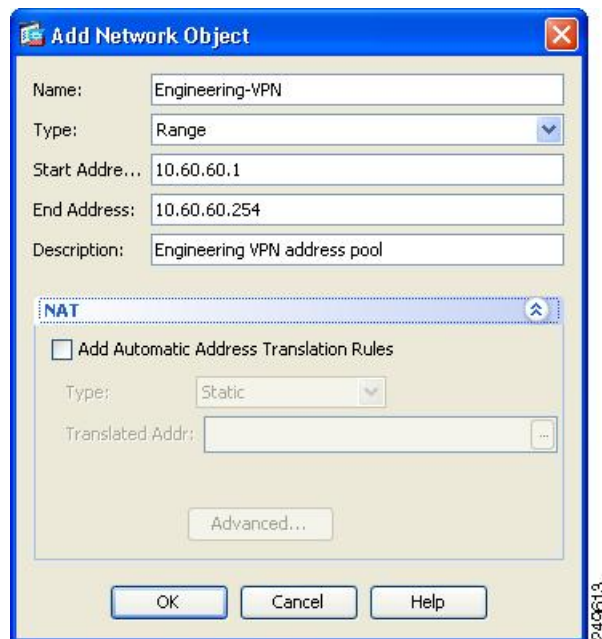 Add Network Object
Name: Engineering-VPN
Type: Range
Start Addre... 10.60.60.1
End Address: 10.60.60.254
Description: Engineering VPN address pool
NAT
Add Automatic Address Translation Rules
Type: Static
Translated Addr: ...
Advanced...
OK Cancel Help